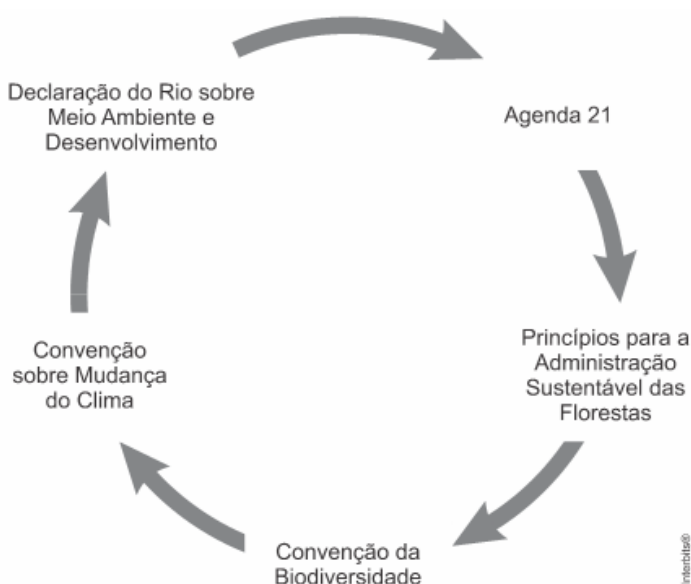 Declaração do Rio sobre
Meio Ambiente e
Desenvolvimento
Agenda 21
Princípios para a
Administração
Sustentável das
Florestas
Convenção da
Biodiversidade
Convenção
sobre Mudança
do Clima